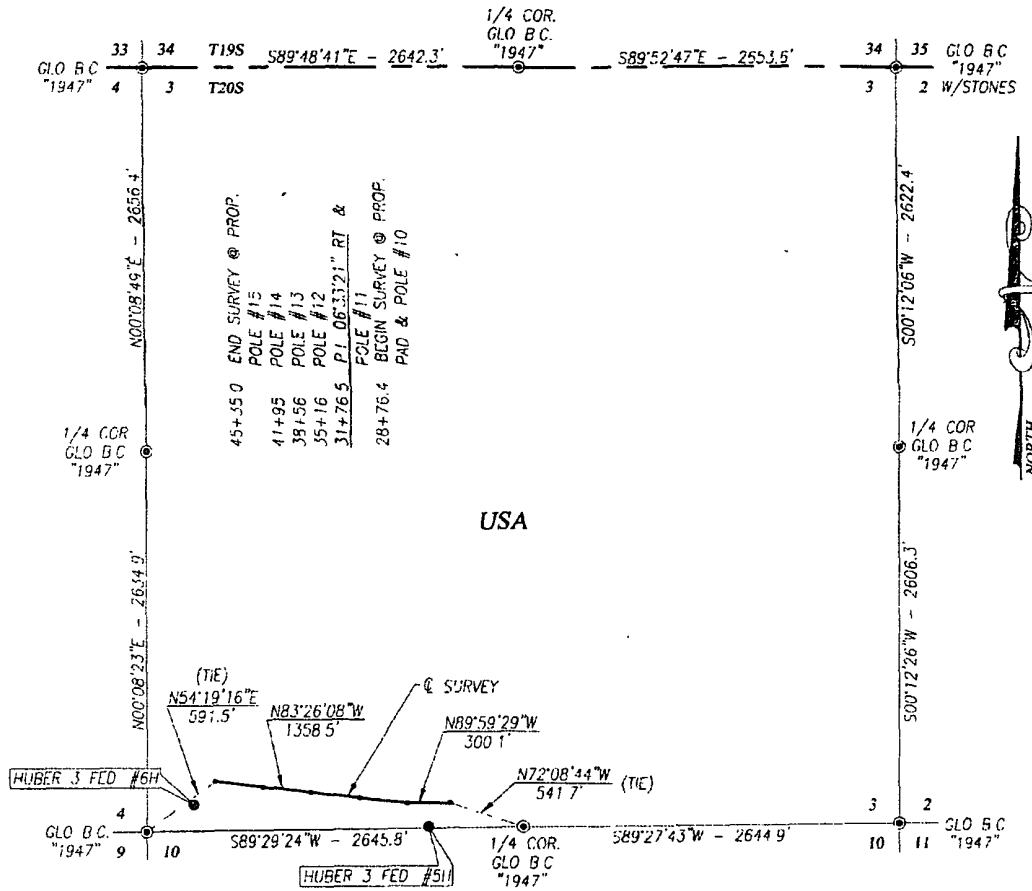 1/4 COR.
GLO B.C.
"1947"
33 34 T19S
S89°48'41"E - 2642.3'
S89°52'47"E - 2653.5'
34 35 GLO B C
"1947"
GLO B C
"1947"
4 3 T20S
3 2 W/STONES
N00°08'49"E - 2656.4'
S00°12'06"W - 2622.4'
45+35.0 END SURVEY @ PROP.
POLE #15
41+95 POLE #14
38+56 POLE #13
35+16 POLE #12
31+76.5 P.I. 06°33'21" RT &
POLE #11
28+76.4 BEGIN SURVEY @ PROP.
PAD & POLE #10
NORTH
1/4 COR
GLO B C
"1947"
1/4 COR
GLO B C
"1947"
USA
N00°08'23"E - 2634.9'
S00°12'26"W - 2606.3'
(TIE)
N54°19'16"E
591.5'
N83°26'08"W
1358.5'
℄ SURVEY
N89°59'29"W
300.1'
N72°08'44"W (TIE)
541.7'
HUBER 3 FED #6H
4
3 2
GLO B.C.
"1947"
9 10
S89°29'24"W - 2645.8'
1/4 COR.
GLO B C
"1947"
S89°27'43"W - 2644.9'
10 11
GLO B C
"1947"
HUBER 3 FED #5H